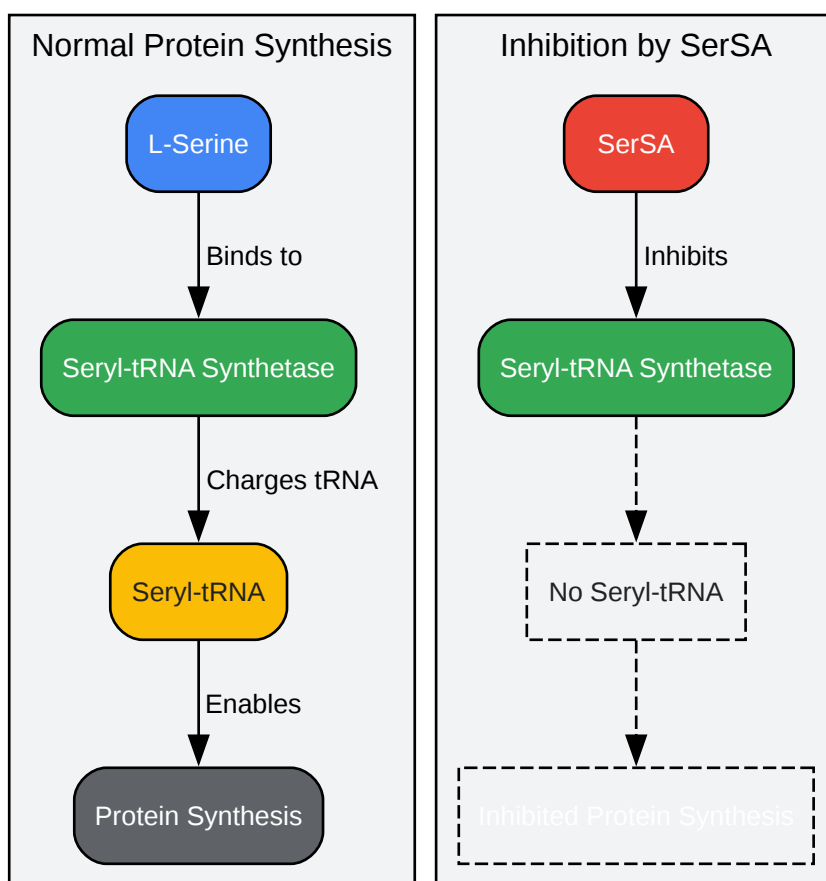 Normal Protein Synthesis
L-Serine
Binds to
Seryl-tRNA Synthetase
Charges tRNA
Seryl-tRNA
Enables
Protein Synthesis
Inhibition by SerSA
SerSA
Inhibits
Seryl-tRNA Synthetase
No Seryl-tRNA
Inhibited Protein Synthesis